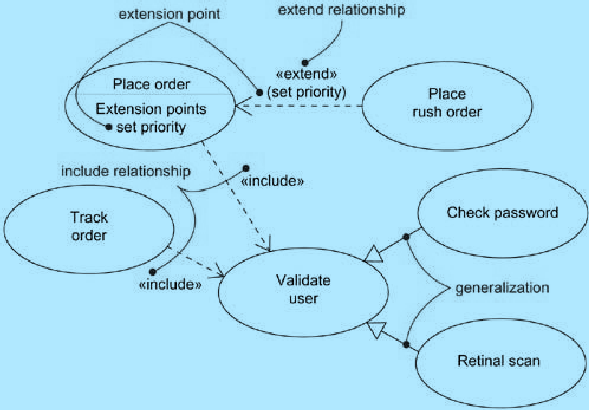 extension point
extend relationship
«extend»
(set priority)
Place order
Extension points
set priority
Place
rush order
include relationship
«include»
Track
order
«include»
Check password
Validate
user
generalization
Retinal scan